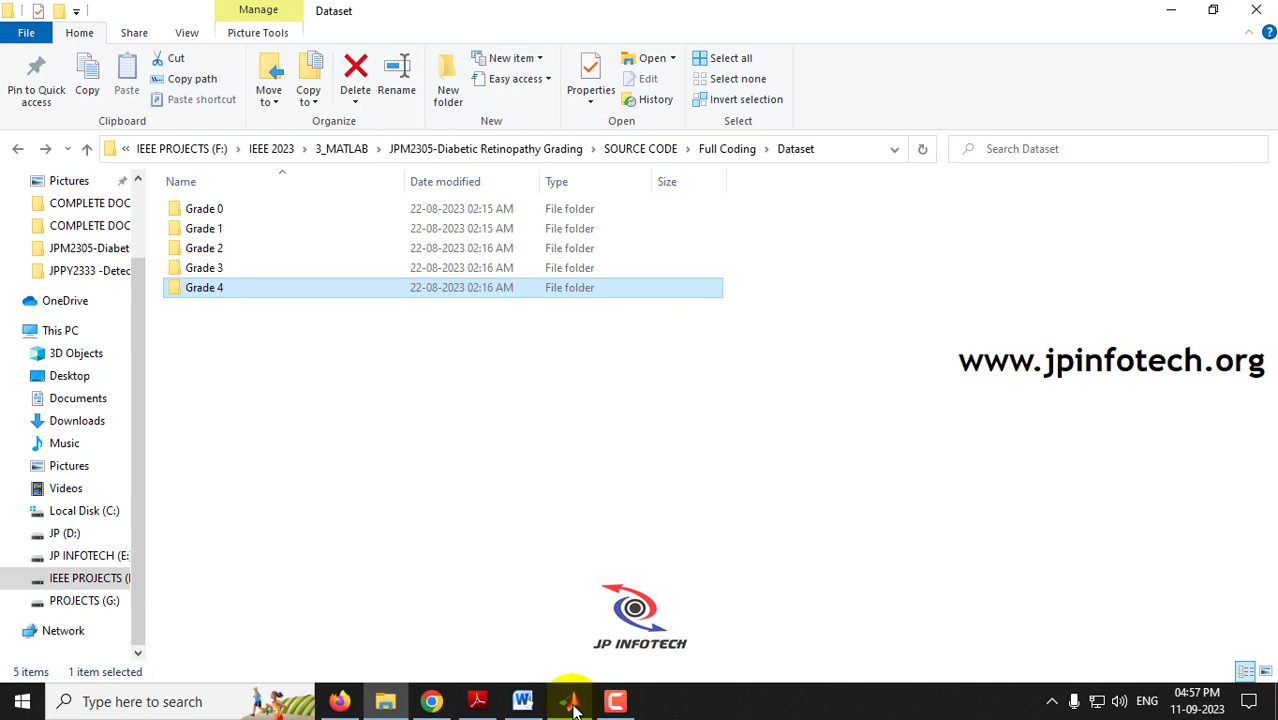 Manage
Dataset
File
Home
Share
View
Picture Tools
Pin to Quick access
Copy
Paste
Cut
Copy path
Paste shortcut
Clipboard
Move to
Copy to
Delete
Rename
Organize
New folder
New item
Easy access
New
Properties
Open
Edit
History
Open
Select all
Select none
Invert selection
Select
« IEEE PROJECTS (F:) > IEEE 2023 > 3_MATLAB > JPM2305-Diabetic Retinopathy Grading > SOURCE CODE > Full Coding > Dataset
Search Dataset
Name Date modified Type Size
Grade 0 22-08-2023 02:15 AM File folder
Grade 1 22-08-2023 02:15 AM File folder
Grade 2 22-08-2023 02:16 AM File folder
Grade 3 22-08-2023 02:16 AM File folder
Grade 4 22-08-2023 02:16 AM File folder
Pictures
COMPLETE DOC
COMPLETE DOC
JPM2305-Diabet
JPPY2333 -Detec
OneDrive
This PC
3D Objects
Desktop
Documents
Downloads
Music
Pictures
Videos
Local Disk (C:)
JP (D:)
JP INFOTECH (E:
IEEE PROJECTS (
PROJECTS (G:)
Network
www.jpinfotech.org
JP INFOTECH
5 items 1 item selected
Type here to search
ENG
04:57 PM
11-09-2023